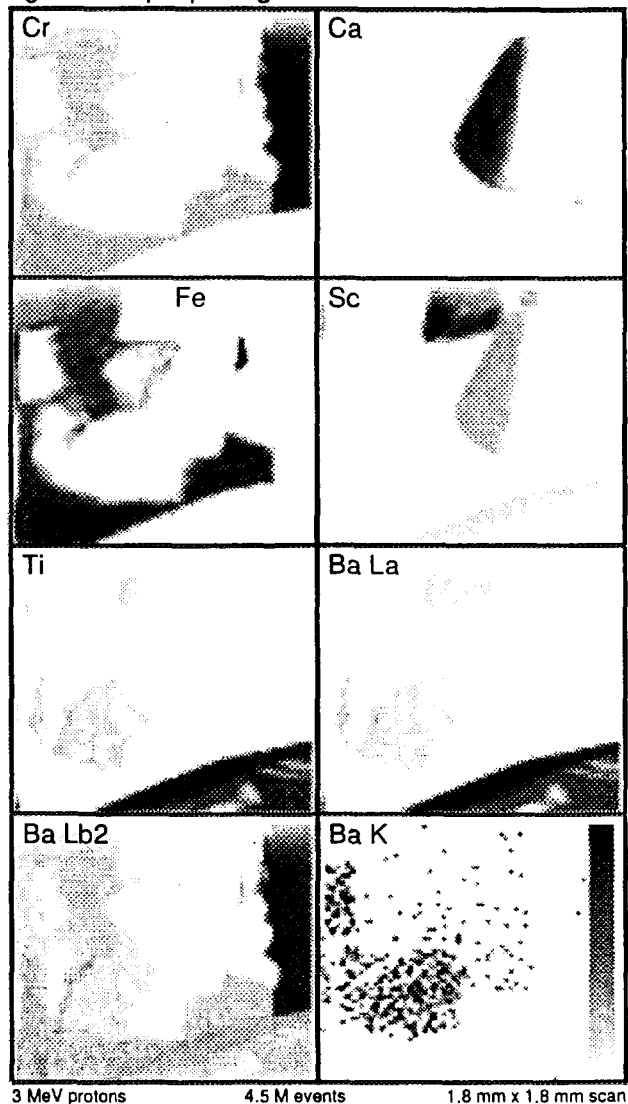 Cr Ca
Fe Sc
Ti Ba La
Ba Lb2 Ba K
3 MeV protons 4.5 M events 1.8 mm x 1.8 mm scan